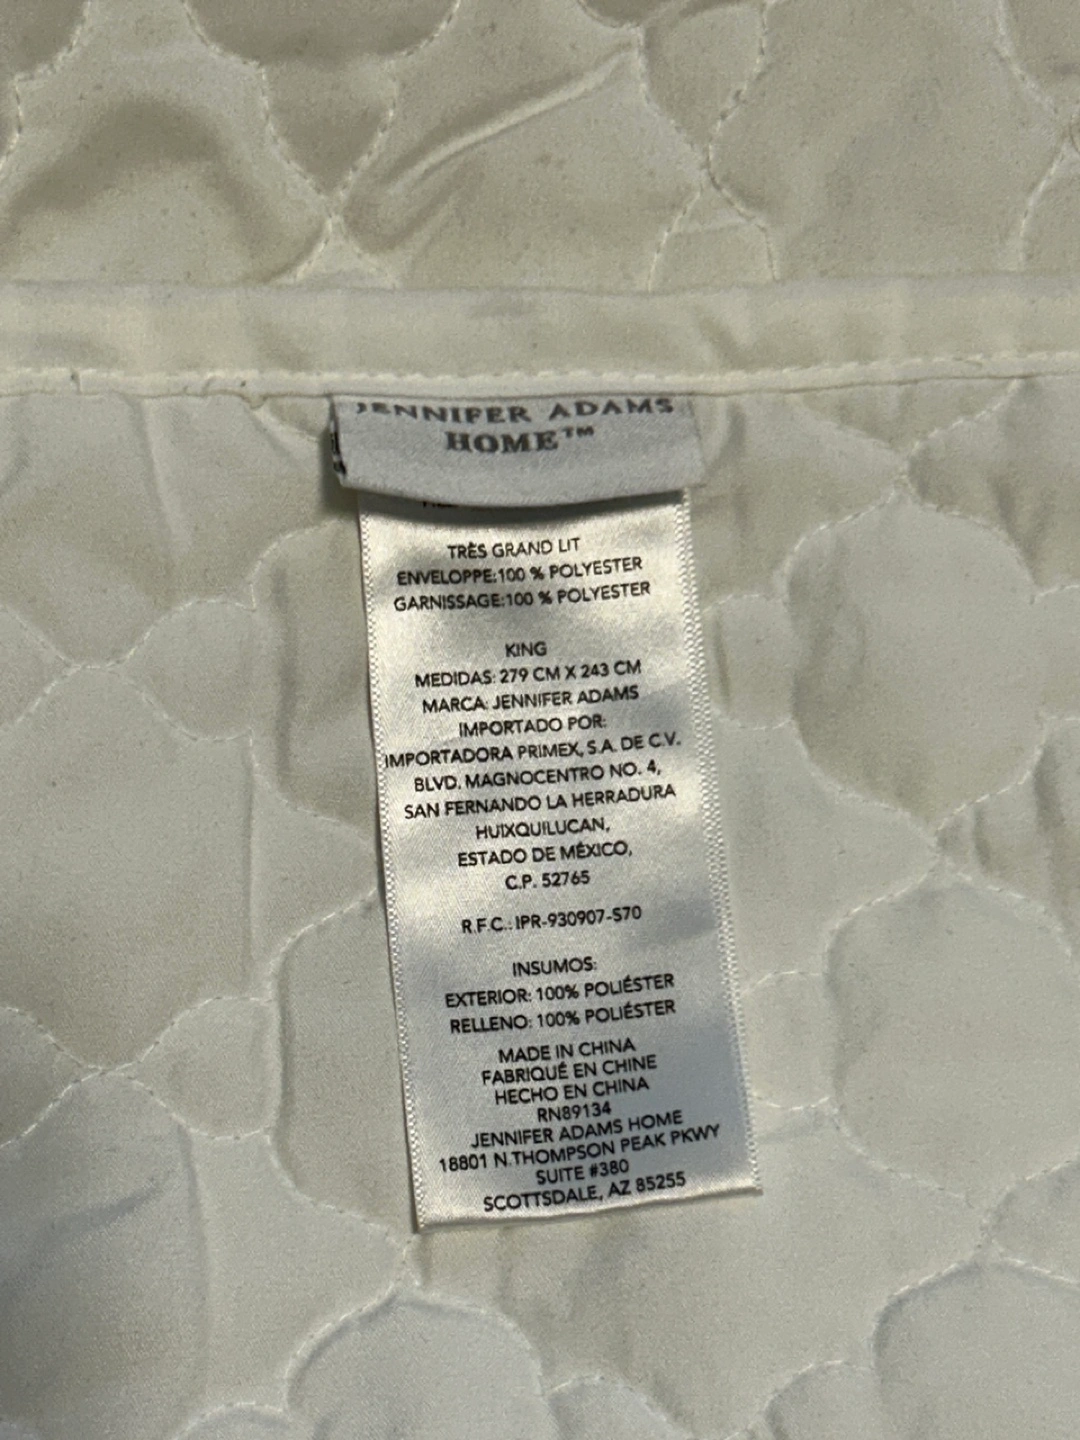 JENNIFER ADAMS
HOME™
TRÈS GRAND LIT
ENVELOPPE:100 % POLYESTER
GARNISSAGE:100 % POLYESTER
KING
MEDIDAS: 279 CM X 243 CM
MARCA: JENNIFER ADAMS
IMPORTADO POR:
IMPORTADORA PRIMEX, S.A. DE C.V.
BLVD. MAGNOCENTRO NO. 4,
SAN FERNANDO LA HERRADURA
HUIXQUILUCAN,
ESTADO DE MÉXICO,
C.P. 52765
R.F.C.: IPR-930907-S70
INSUMOS:
EXTERIOR: 100% POLIÉSTER
RELLENO: 100% POLIÉSTER
MADE IN CHINA
FABRIQUÉ EN CHINE
HECHO EN CHINA
RN89134
JENNIFER ADAMS HOME
18801 N.THOMPSON PEAK PKWY
SUITE #380
SCOTTSDALE, AZ 85255